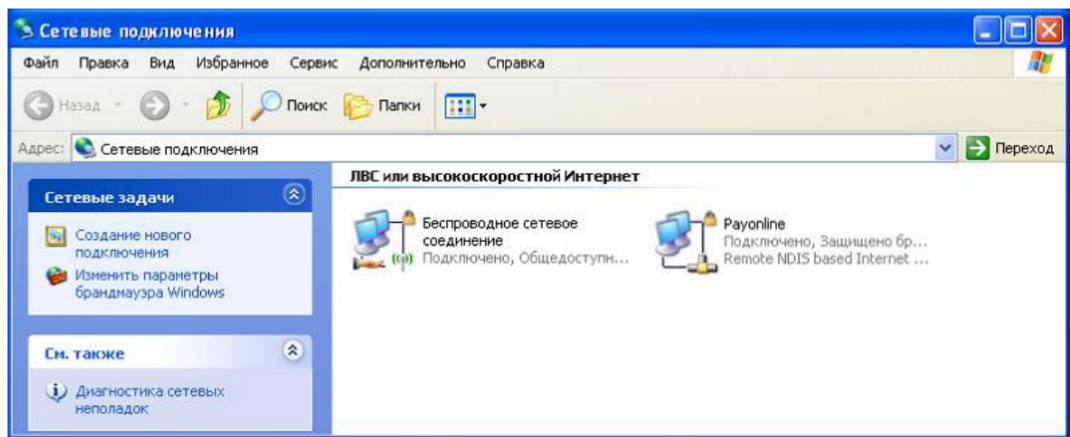 Сетевые подключения
Файл Правка Вид Избранное Сервис Дополнительно Справка
Назад Поиск Папки
Адрес: Сетевые подключения Переход
ЛВС или высокоскоростной Интернет
Сетевые задачи
Создание нового
подключения
Изменить параметры
брандмауэра Windows
См. также
Диагностика сетевых
неполадок
Беспроводное сетевое
соединение
Подключено, Общедоступн...
Payonline
Подключено, Защищено бр...
Remote NDIS based Internet ...